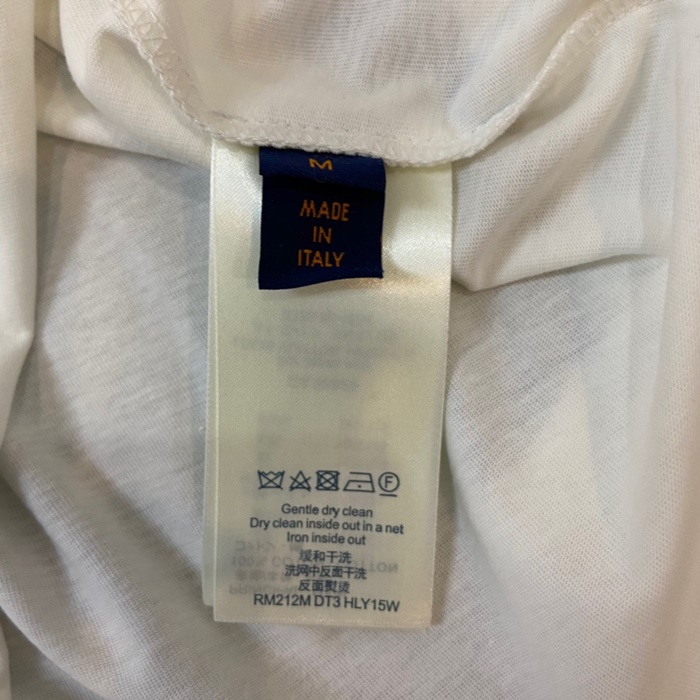 M
MADE
IN
ITALY
F
Gentle dry clean
Dry clean inside out in a net
Iron inside out
缓和干洗
洗网中反面干洗
反面熨烫
RM212M DT3 HLY15W